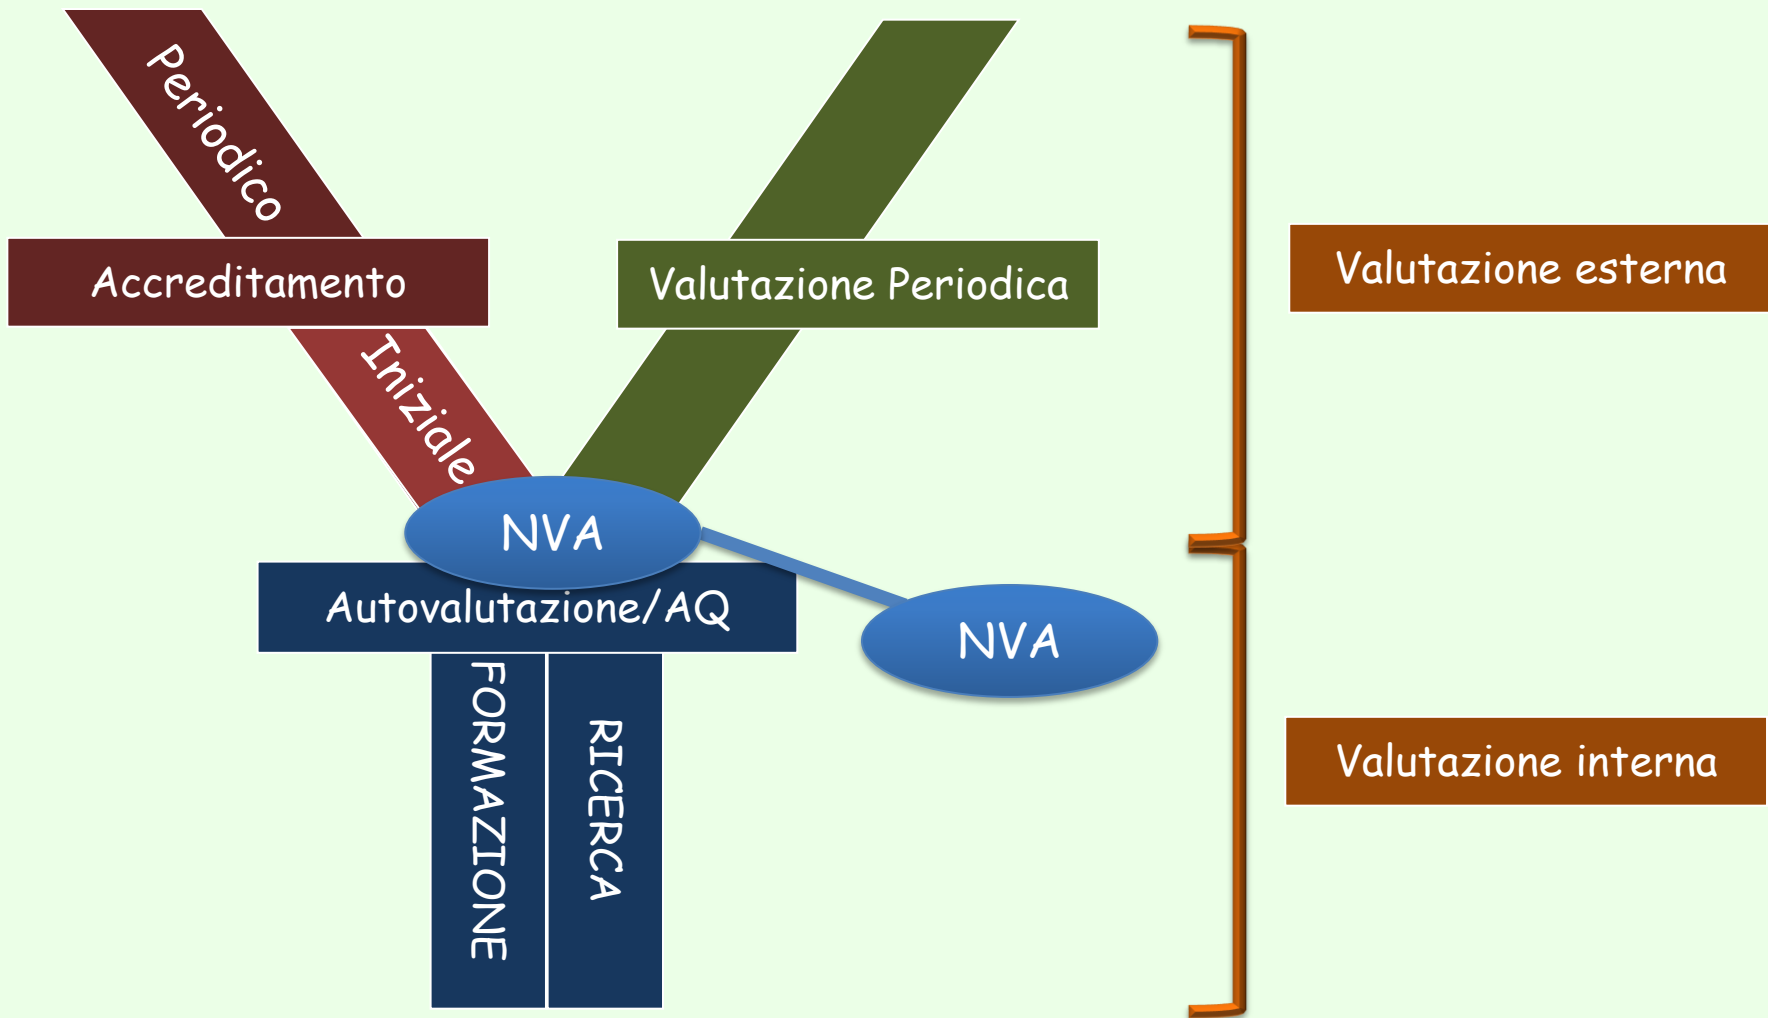 Periodico
Accreditamento
Valutazione Periodica
Valutazione esterna
Iniziale
NVA
Autovalutazione/AQ
NVA
FORMAZIONE
RICERCA
Valutazione interna